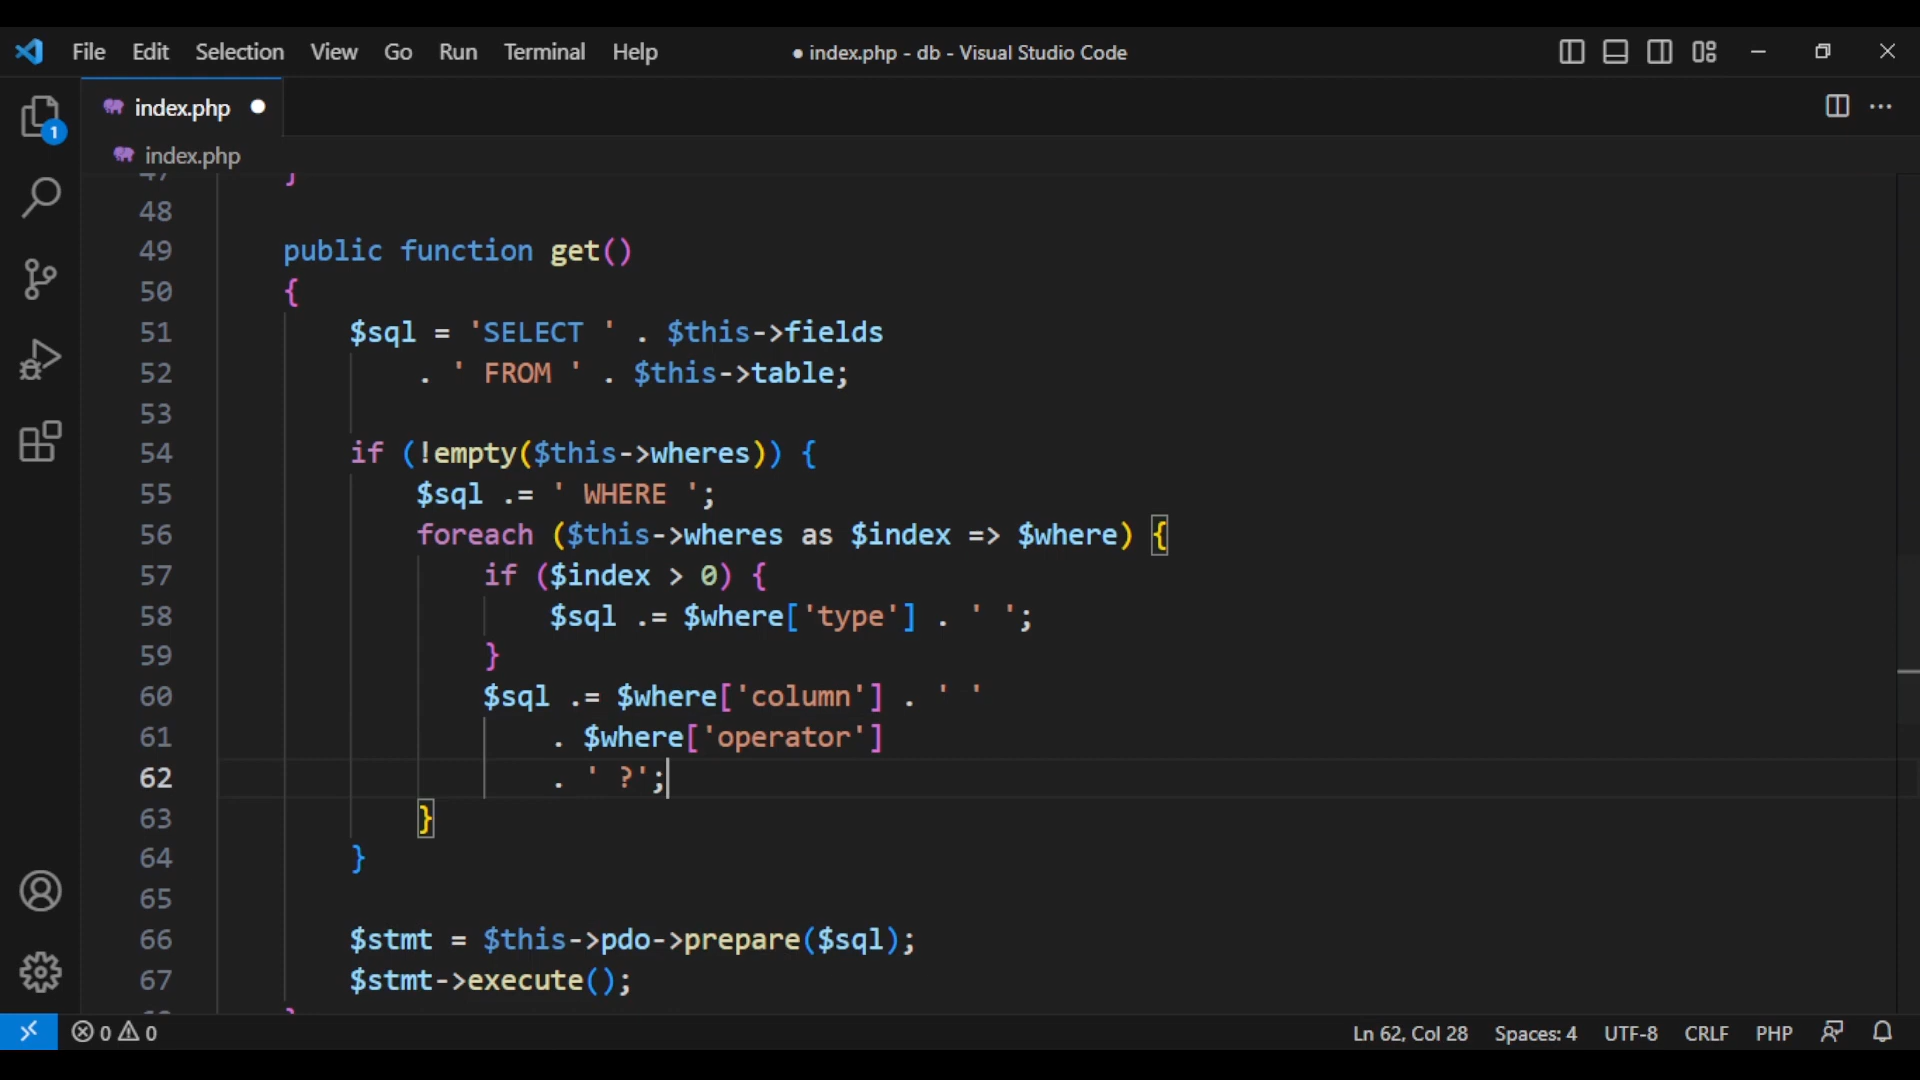 File Edit Selection View Go Run Terminal Help ● index.php - db - Visual Studio Code
index.php ●
1
index.php
47 }
48
49 public function get()
50 {
51 $sql = 'SELECT ' . $this->fields
52 . ' FROM ' . $this->table;
53
54 if (!empty($this->wheres)) {
55 $sql .= ' WHERE ';
56 foreach ($this->wheres as $index => $where) {
57 if ($index > 0) {
58 $sql .= $where['type'] . ' ';
59 }
60 $sql .= $where['column'] . ' '
61 . $where['operator']
62 . ' ?';
63 }
64 }
65
66 $stmt = $this->pdo->prepare($sql);
67 $stmt->execute();
0 0 Ln 62, Col 28 Spaces: 4 UTF-8 CRLF PHP